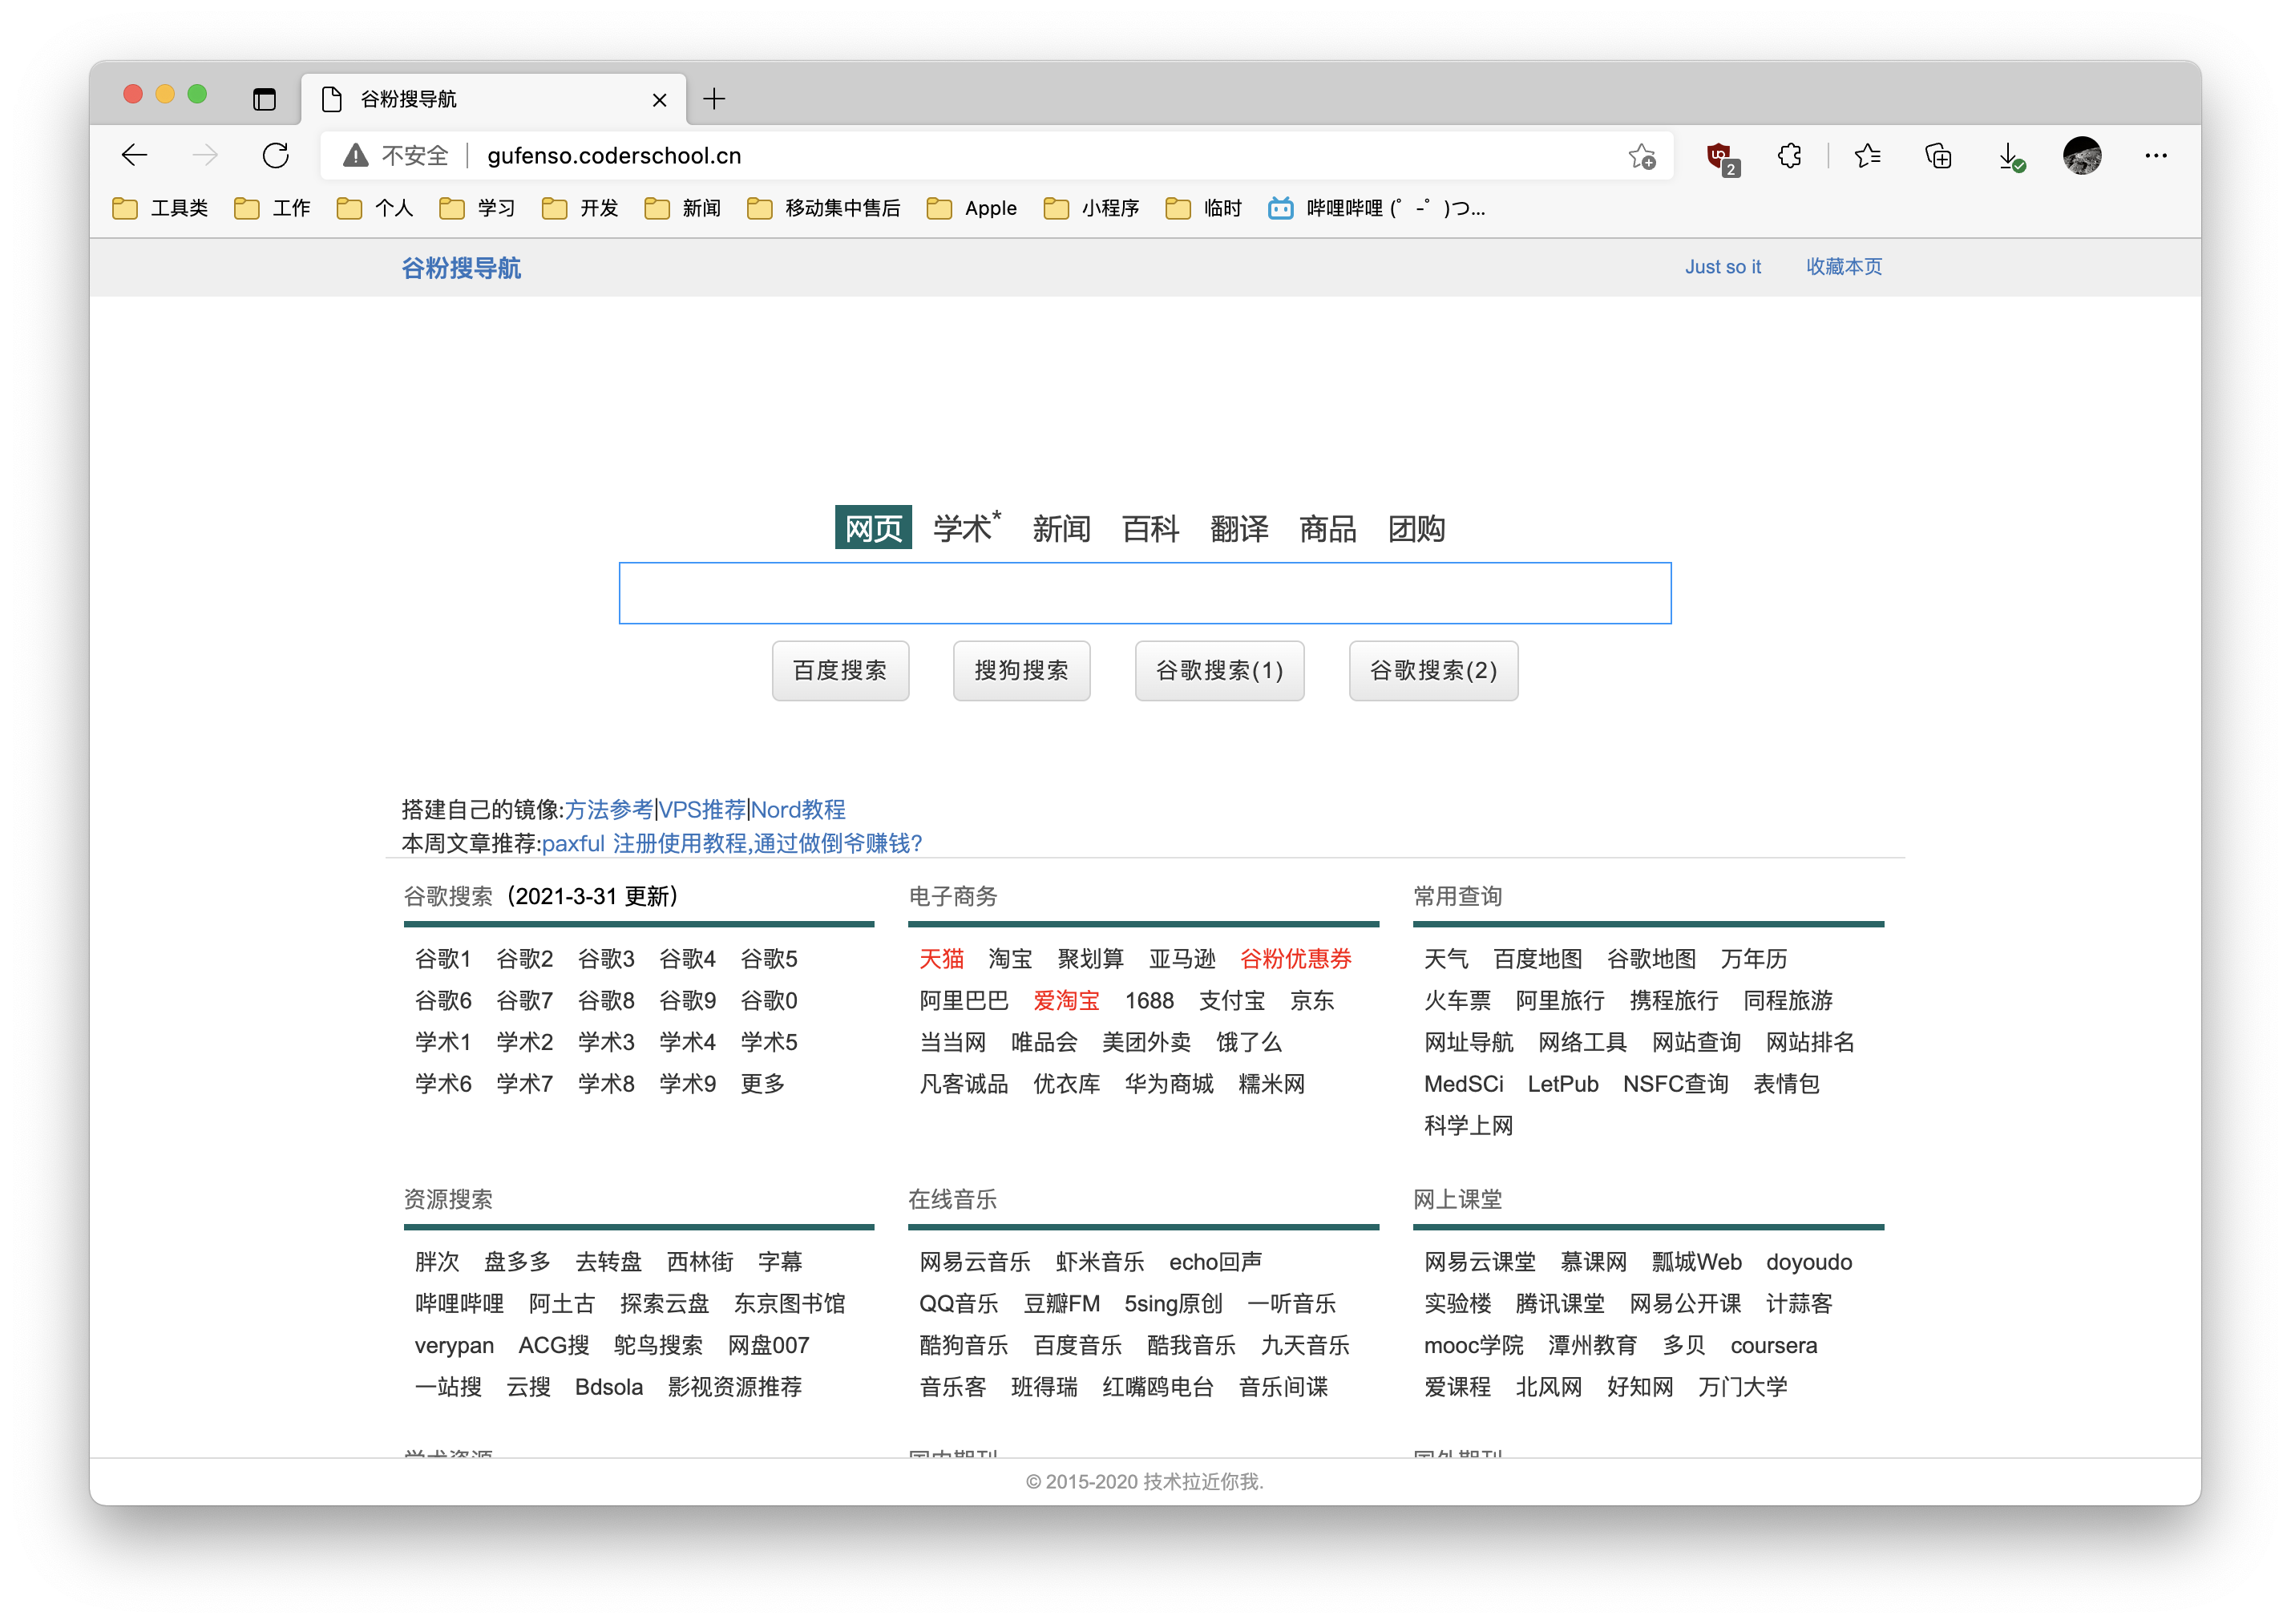 谷粉搜导航
不安全 gufenso.coderschool.cn
2
工具类 工作 个人 学习 开发 新闻 移动集中售后 Apple 小程序 临时 哔哩哔哩 (゜-゜)つ...
谷粉搜导航 Just so it 收藏本页
网页 学术* 新闻 百科 翻译 商品 团购
百度搜索 搜狗搜索 谷歌搜索(1) 谷歌搜索(2)
搭建自己的镜像:方法参考|VPS推荐|Nord教程
本周文章推荐:paxful 注册使用教程,通过做倒爷赚钱?
谷歌搜索（2021-3-31 更新）
谷歌1 谷歌2 谷歌3 谷歌4 谷歌5
谷歌6 谷歌7 谷歌8 谷歌9 谷歌0
学术1 学术2 学术3 学术4 学术5
学术6 学术7 学术8 学术9 更多
电子商务
天猫 淘宝 聚划算 亚马逊 谷粉优惠券
阿里巴巴 爱淘宝 1688 支付宝 京东
当当网 唯品会 美团外卖 饿了么
凡客诚品 优衣库 华为商城 糯米网
常用查询
天气 百度地图 谷歌地图 万年历
火车票 阿里旅行 携程旅行 同程旅游
网址导航 网络工具 网站查询 网站排名
MedSCi LetPub NSFC查询 表情包
科学上网
资源搜索
胖次 盘多多 去转盘 西林街 字幕
哔哩哔哩 阿土古 探索云盘 东京图书馆
verypan ACG搜 鸵鸟搜索 网盘007
一站搜 云搜 Bdsola 影视资源推荐
在线音乐
网易云音乐 虾米音乐 echo回声
QQ音乐 豆瓣FM 5sing原创 一听音乐
酷狗音乐 百度音乐 酷我音乐 九天音乐
音乐客 班得瑞 红嘴鸥电台 音乐间谍
网上课堂
网易云课堂 慕课网 瓢城Web doyoudo
实验楼 腾讯课堂 网易公开课 计蒜客
mooc学院 潭州教育 多贝 coursera
爱课程 北风网 好知网 万门大学
学术资源 国内期刊 国外期刊
© 2015-2020 技术拉近你我.